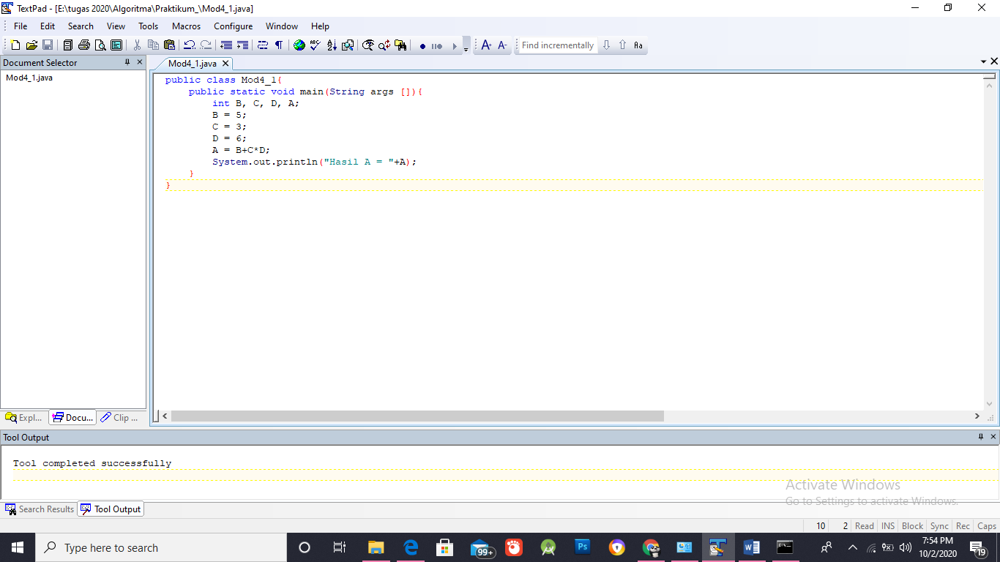 TextPad - [E:\tugas 2020\Algoritma\Praktikum_\Mod4_1.java]
File Edit Search View Tools Macros Configure Window Help
Find incrementally Aa
Document Selector
Mod4_1.java
Mod4_1.java
public class Mod4_1{
    public static void main(String args []){
        int B, C, D, A;
        B = 5;
        C = 3;
        D = 6;
        A = B+C*D;
        System.out.println("Hasil A = "+A);
    }
}
Expl... Docu... Clip ...
Tool Output
Tool completed successfully
Activate Windows
Go to Settings to activate Windows.
Search Results Tool Output
10 2 Read INS Block Sync Rec Caps
Type here to search
99+
Ps
7:54 PM
10/2/2020
19